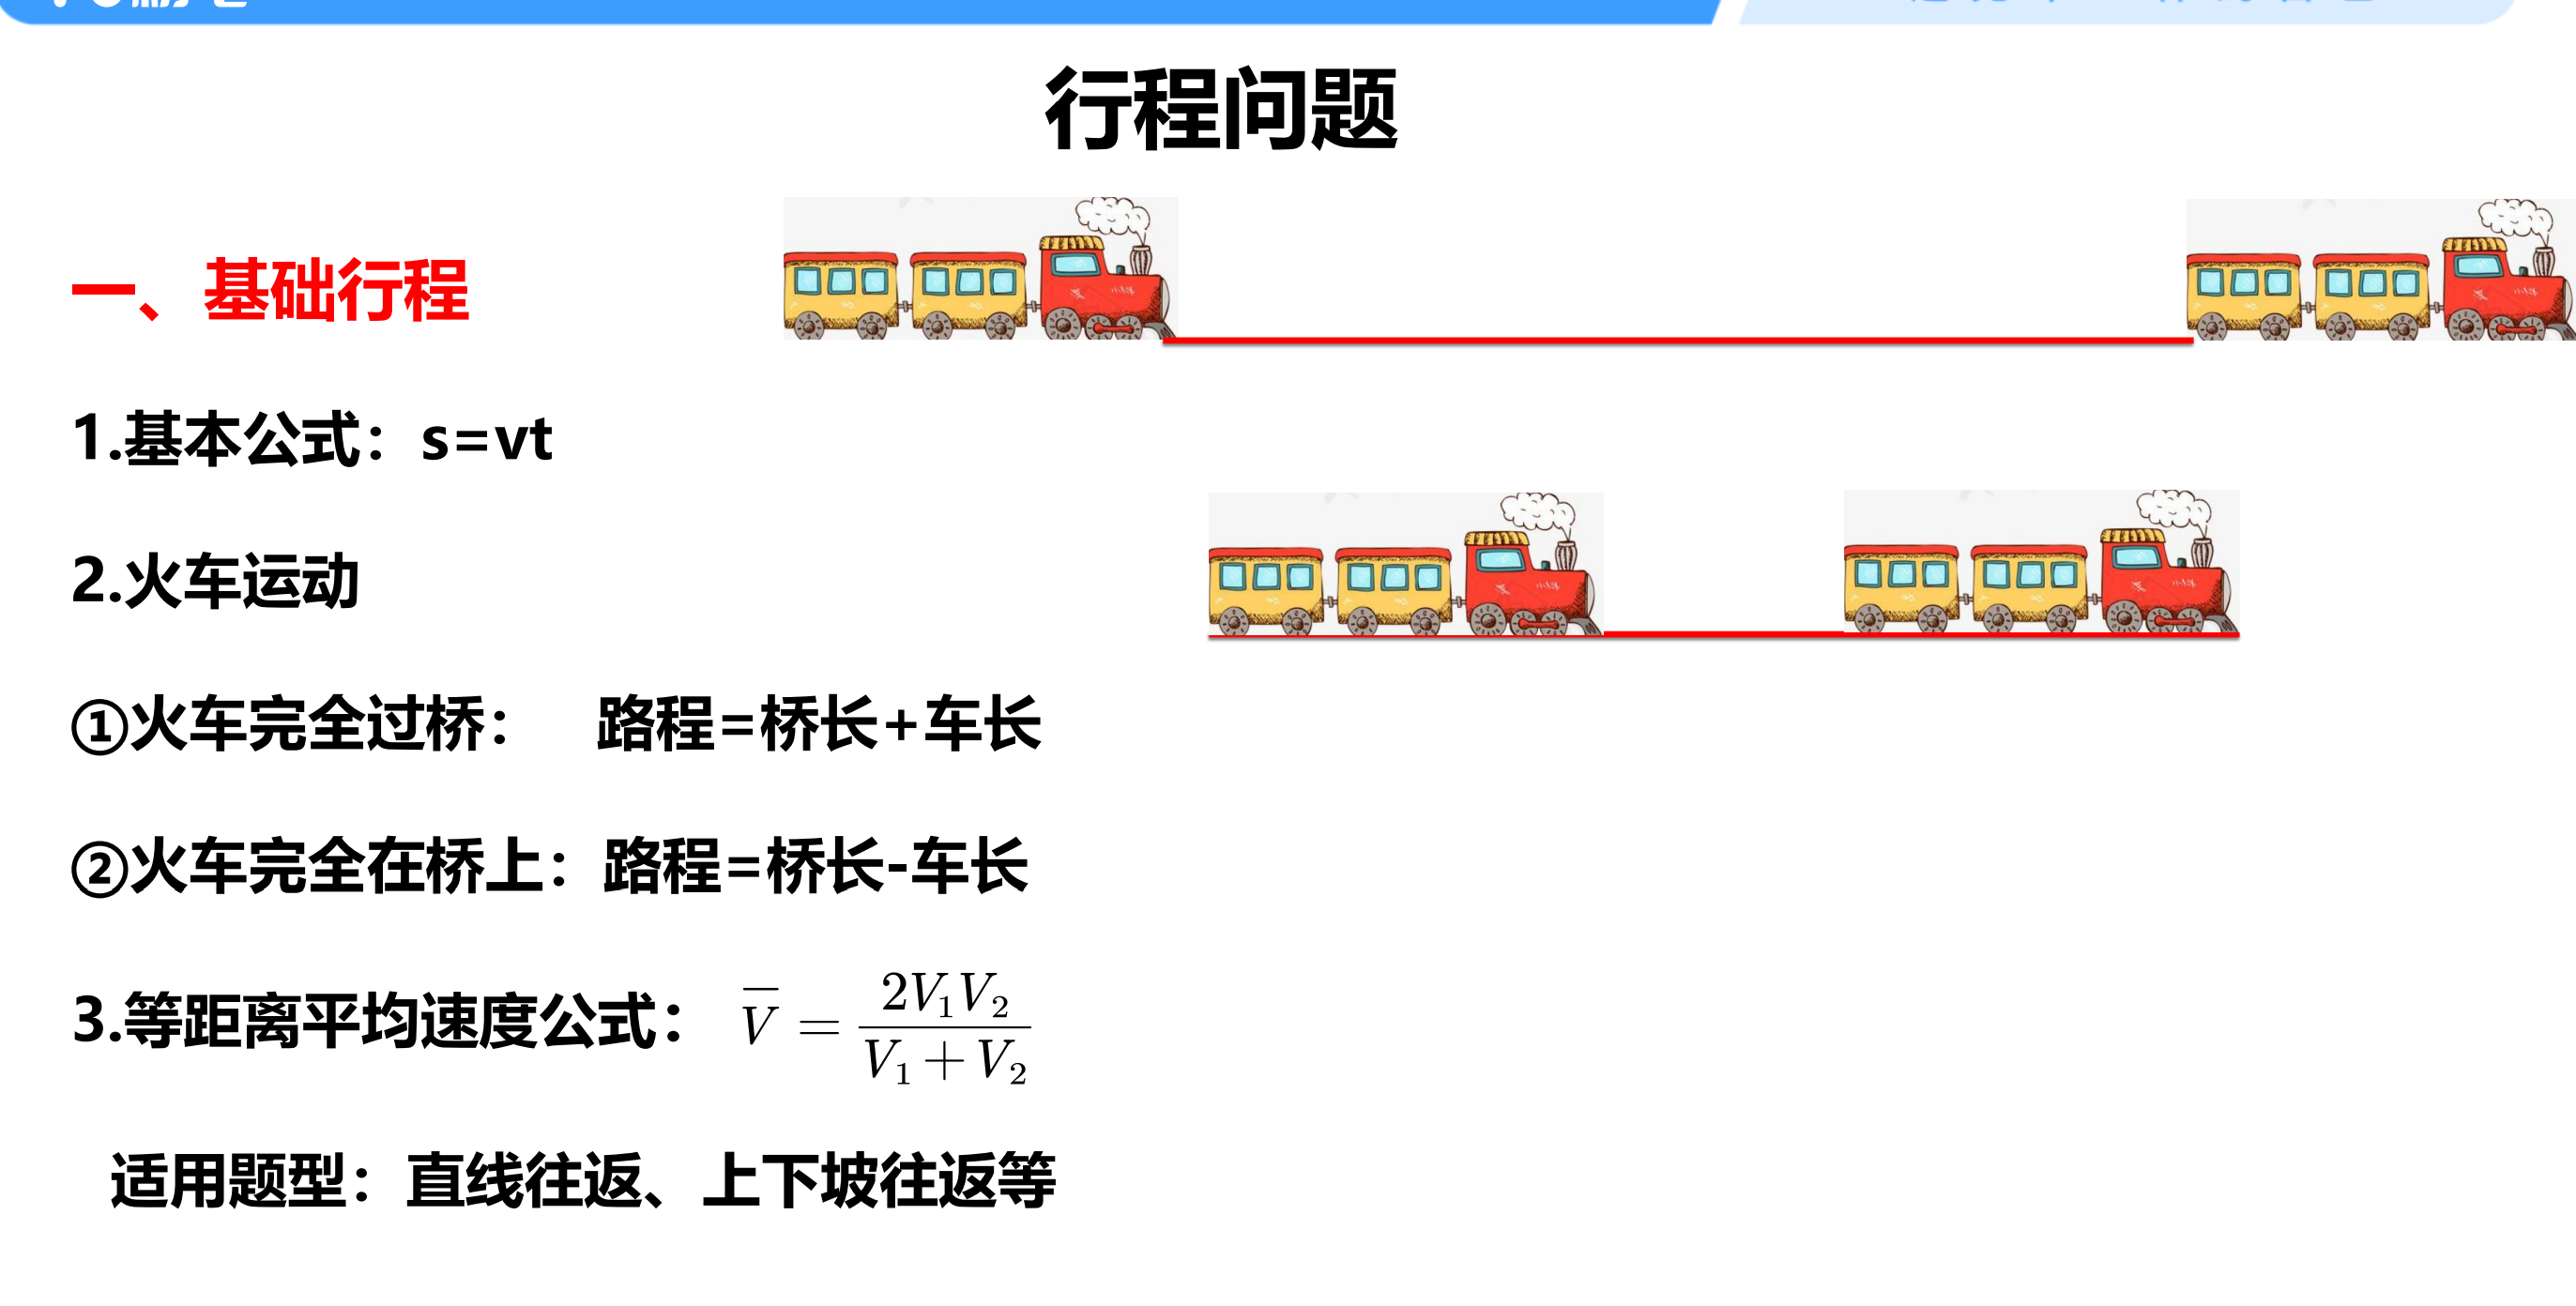 行程问题
一、基础行程
1.基本公式：s=vt
2.火车运动
①火车完全过桥： 路程=桥长+车长
②火车完全在桥上：路程=桥长-车长
3.等距离平均速度公式： $\overline{V} = \frac{2V_1V_2}{V_1+V_2}$
适用题型：直线往返、上下坡往返等